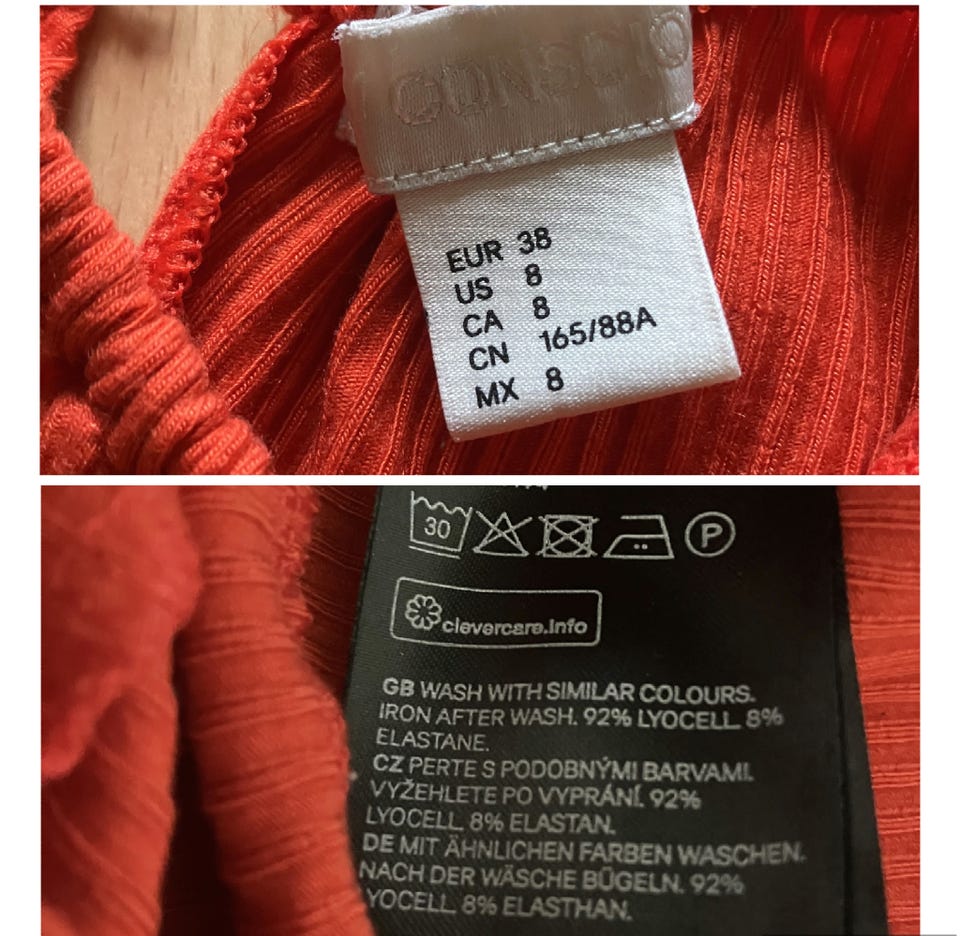 CONSCIO
EUR 38
US 8
CA 8
CN 165/88A
MX 8
30
P
clevercare.info
GB WASH WITH SIMILAR COLOURS.
IRON AFTER WASH. 92% LYOCELL. 8%
ELASTANE.
CZ PERTE S PODOBNÝMI BARVAMI.
VYŽEHLETE PO VYPRÁNÍ. 92%
LYOCELL. 8% ELASTAN.
DE MIT ÄHNLICHEN FARBEN WASCHEN.
NACH DER WÄSCHE BÜGELN. 92%
YOCELL. 8% ELASTHAN.